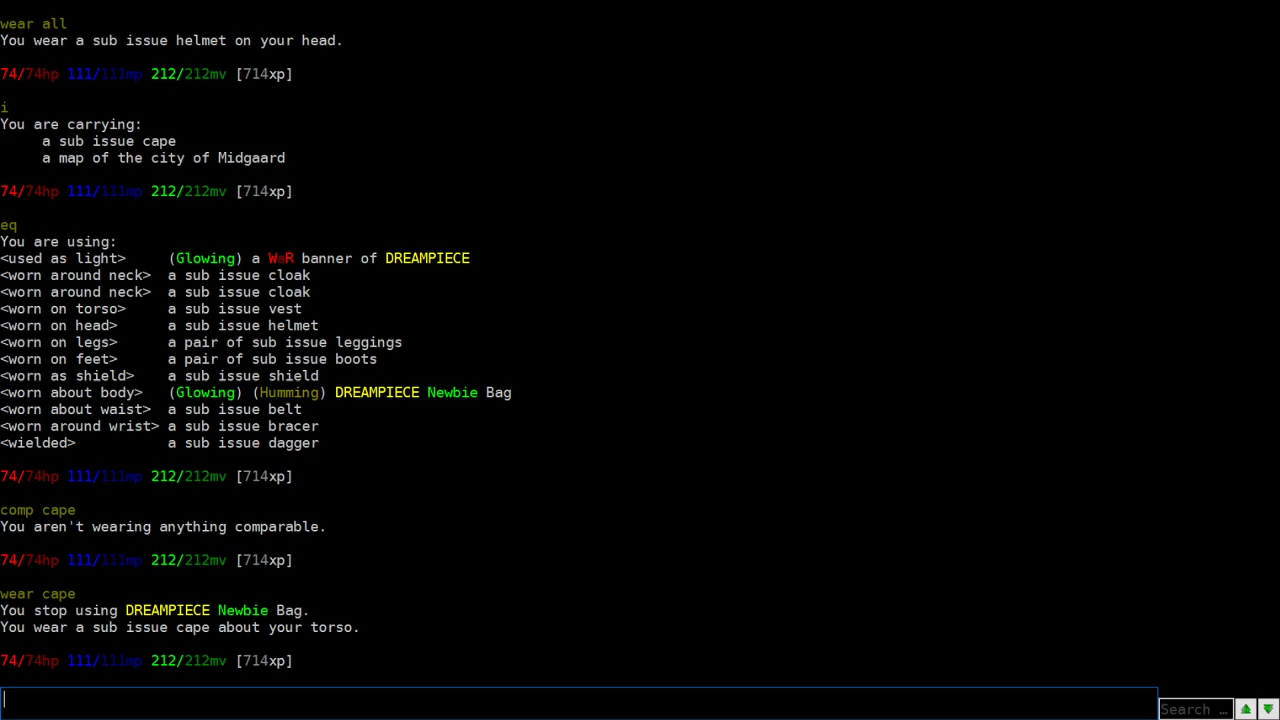 wear all
You wear a sub issue helmet on your head.
74/74hp 111/111mp 212/212mv [714xp]
i
You are carrying:
a sub issue cape
a map of the city of Midgaard
74/74hp 111/111mp 212/212mv [714xp]
eq
You are using:
<used as light> (Glowing) a WaR banner of DREAMPIECE
<worn around neck> a sub issue cloak
<worn around neck> a sub issue cloak
<worn on torso> a sub issue vest
<worn on head> a sub issue helmet
<worn on legs> a pair of sub issue leggings
<worn on feet> a pair of sub issue boots
<worn as shield> a sub issue shield
<worn about body> (Glowing) (Humming) DREAMPIECE Newbie Bag
<worn about waist> a sub issue belt
<worn around wrist> a sub issue bracer
<wielded> a sub issue dagger
74/74hp 111/111mp 212/212mv [714xp]
comp cape
You aren't wearing anything comparable.
74/74hp 111/111mp 212/212mv [714xp]
wear cape
You stop using DREAMPIECE Newbie Bag.
You wear a sub issue cape about your torso.
74/74hp 111/111mp 212/212mv [714xp]
Search ...